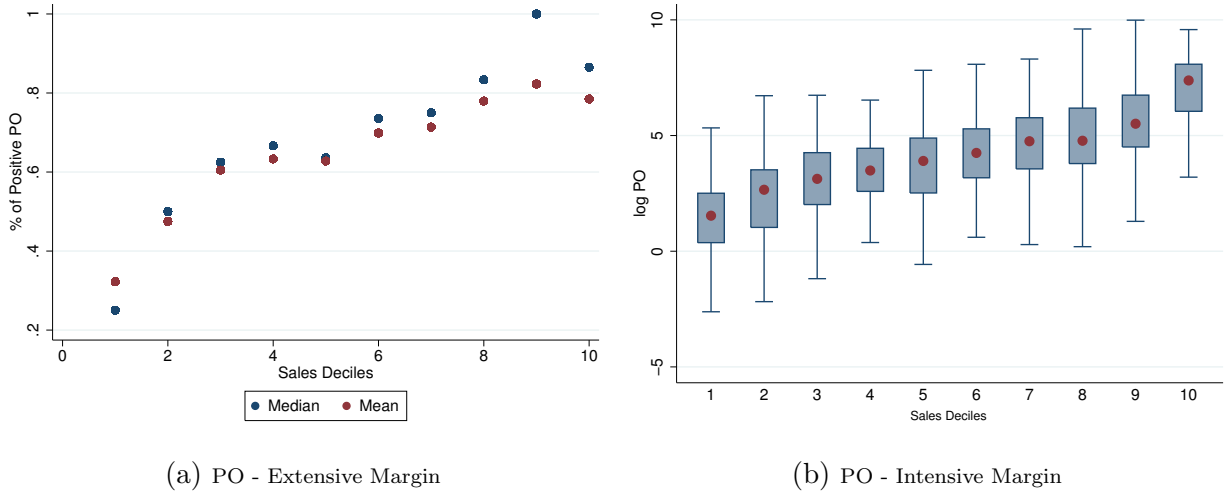 % of Positive PO
1
.8
.6
.4
.2
0 2 4 6 8 10
Sales Deciles
Median Mean
(a) PO - Extensive Margin
log PO
10
5
0
−5
1 2 3 4 5 6 7 8 9 10
Sales Deciles
(b) PO - Intensive Margin